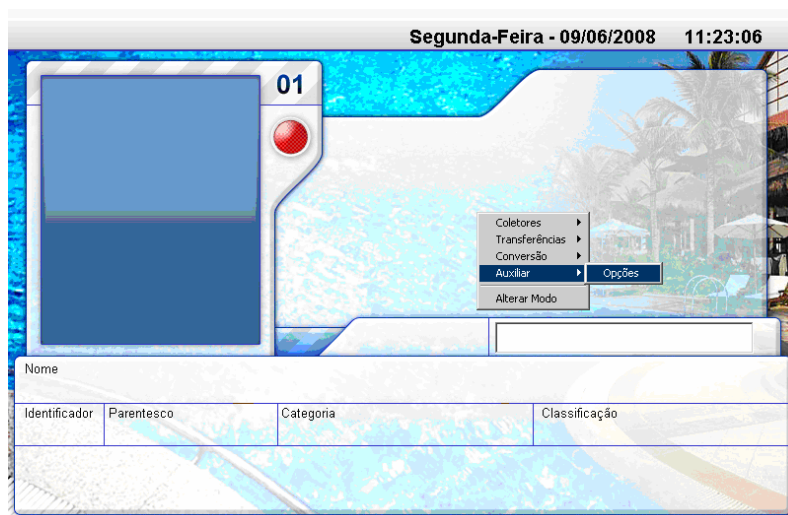 Segunda-Feira - 09/06/2008 11:23:06
01
Coletores
Transferências
Conversão
Auxiliar Opções
Alterar Modo
Nome
Identificador Parentesco Categoria Classificação